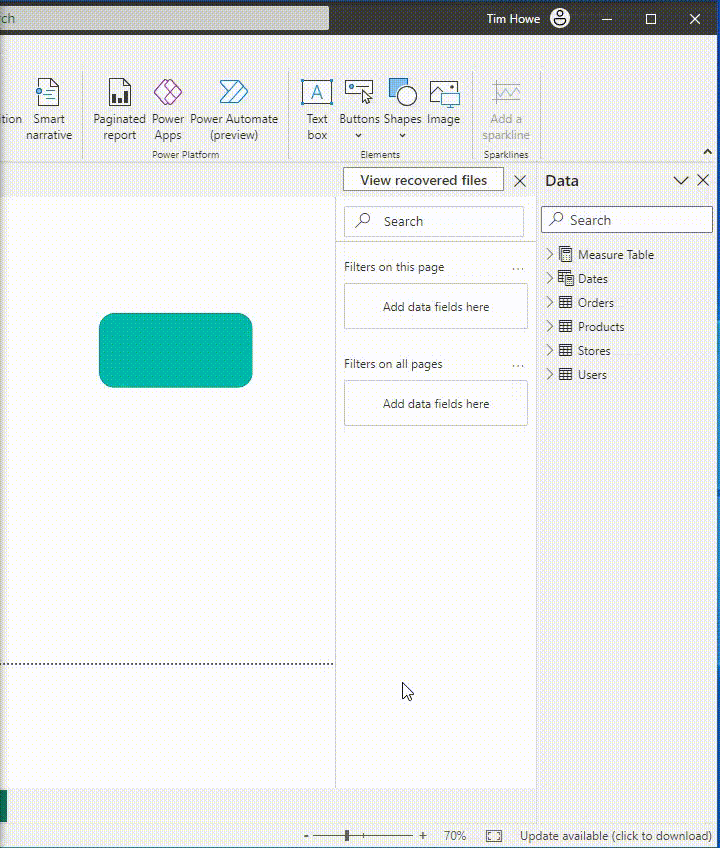 rch
Tim Howe
tion
Smart
narrative
Paginated
report
Power
Apps
Power Automate
(preview)
Power Platform
A
Text
box
Buttons
Shapes
Image
Elements
Add a
sparkline
Sparklines
View recovered files
Data
Search
Search
Filters on this page
...
Add data fields here
Filters on all pages
...
Add data fields here
Measure Table
Dates
Orders
Products
Stores
Users
- + 70%
Update available (click to download)